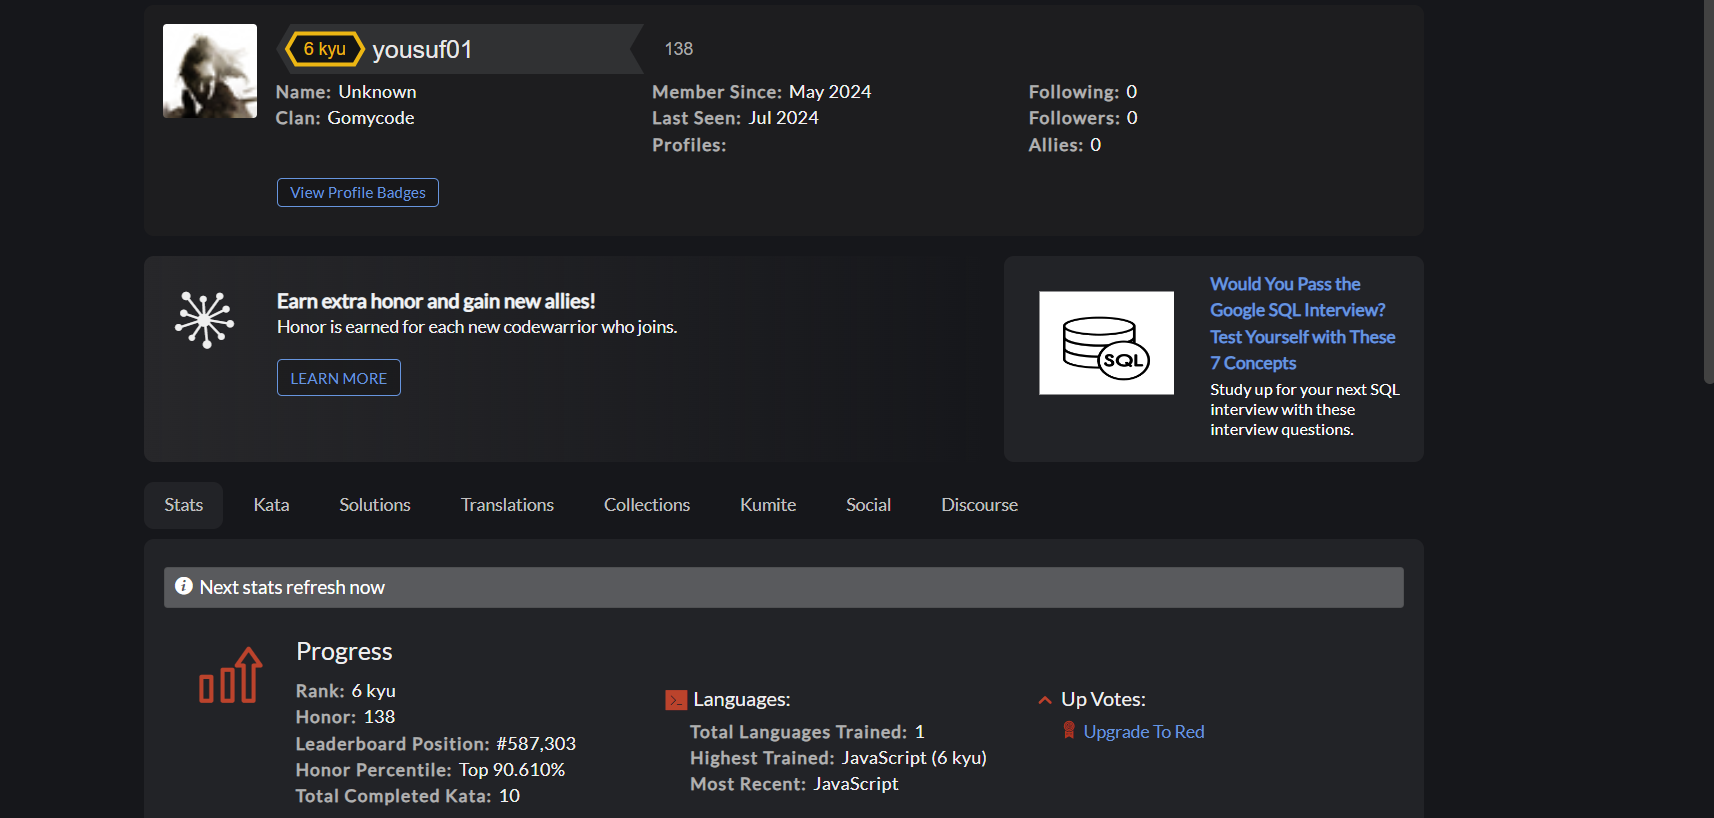 6 kyu yousuf01 138
Name: Unknown
Clan: Gomycode
Member Since: May 2024
Last Seen: Jul 2024
Profiles:
Following: 0
Followers: 0
Allies: 0
View Profile Badges
Earn extra honor and gain new allies!
Honor is earned for each new codewarrior who joins.
LEARN MORE
SQL
Would You Pass the
Google SQL Interview?
Test Yourself with These
7 Concepts
Study up for your next SQL
interview with these
interview questions.
Stats Kata Solutions Translations Collections Kumite Social Discourse
Next stats refresh now
Progress
Rank: 6 kyu
Honor: 138
Leaderboard Position: #587,303
Honor Percentile: Top 90.610%
Total Completed Kata: 10
Languages:
Total Languages Trained: 1
Highest Trained: JavaScript (6 kyu)
Most Recent: JavaScript
Up Votes:
Upgrade To Red